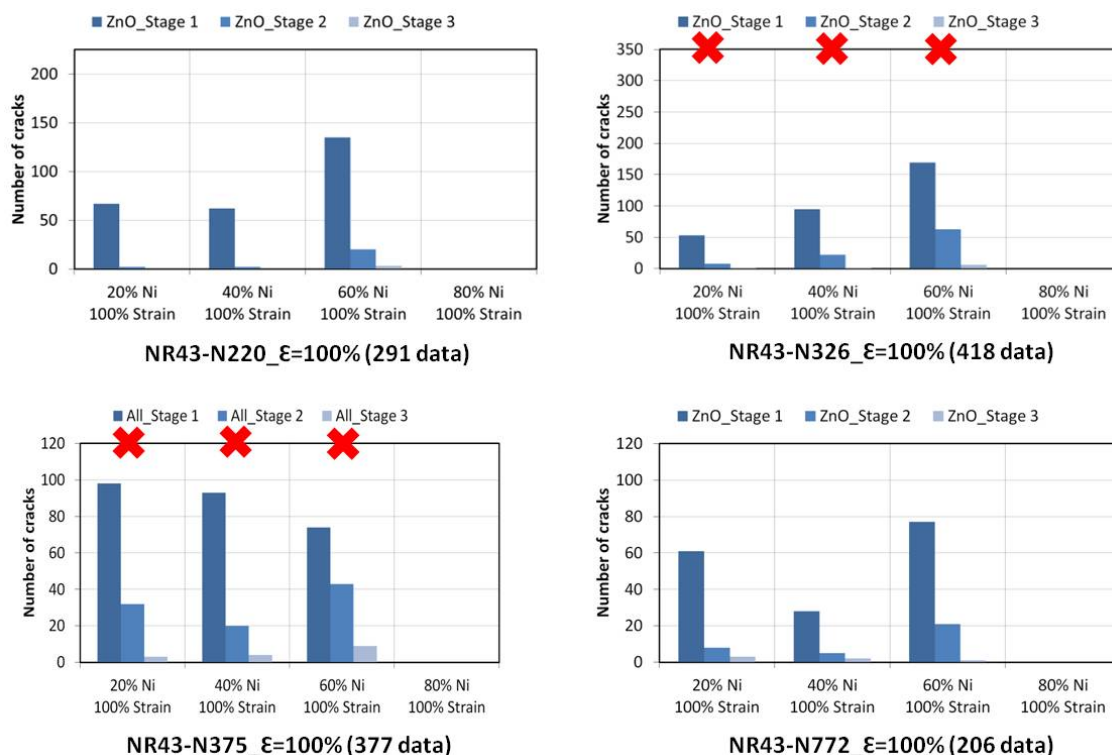 ZnO_Stage 1 ZnO_Stage 2 ZnO_Stage 3
Number of cracks
200
150
100
50
0
20% Ni 40% Ni 60% Ni 80% Ni
100% Strain 100% Strain 100% Strain 100% Strain
NR43-N220_Ɛ=100% (291 data)
ZnO_Stage 1 ZnO_Stage 2 ZnO_Stage 3
Number of cracks
350
300
250
200
150
100
50
0
20% Ni 40% Ni 60% Ni 80% Ni
100% Strain 100% Strain 100% Strain 100% Strain
NR43-N326_Ɛ=100% (418 data)
All_Stage 1 All_Stage 2 All_Stage 3
Number of cracks
120
100
80
60
40
20
0
20% Ni 40% Ni 60% Ni 80% Ni
100% Strain 100% Strain 100% Strain 100% Strain
NR43-N375_Ɛ=100% (377 data)
ZnO_Stage 1 ZnO_Stage 2 ZnO_Stage 3
Number of cracks
120
100
80
60
40
20
0
20% Ni 40% Ni 60% Ni 80% Ni
100% Strain 100% Strain 100% Strain 100% Strain
NR43-N772_Ɛ=100% (206 data)